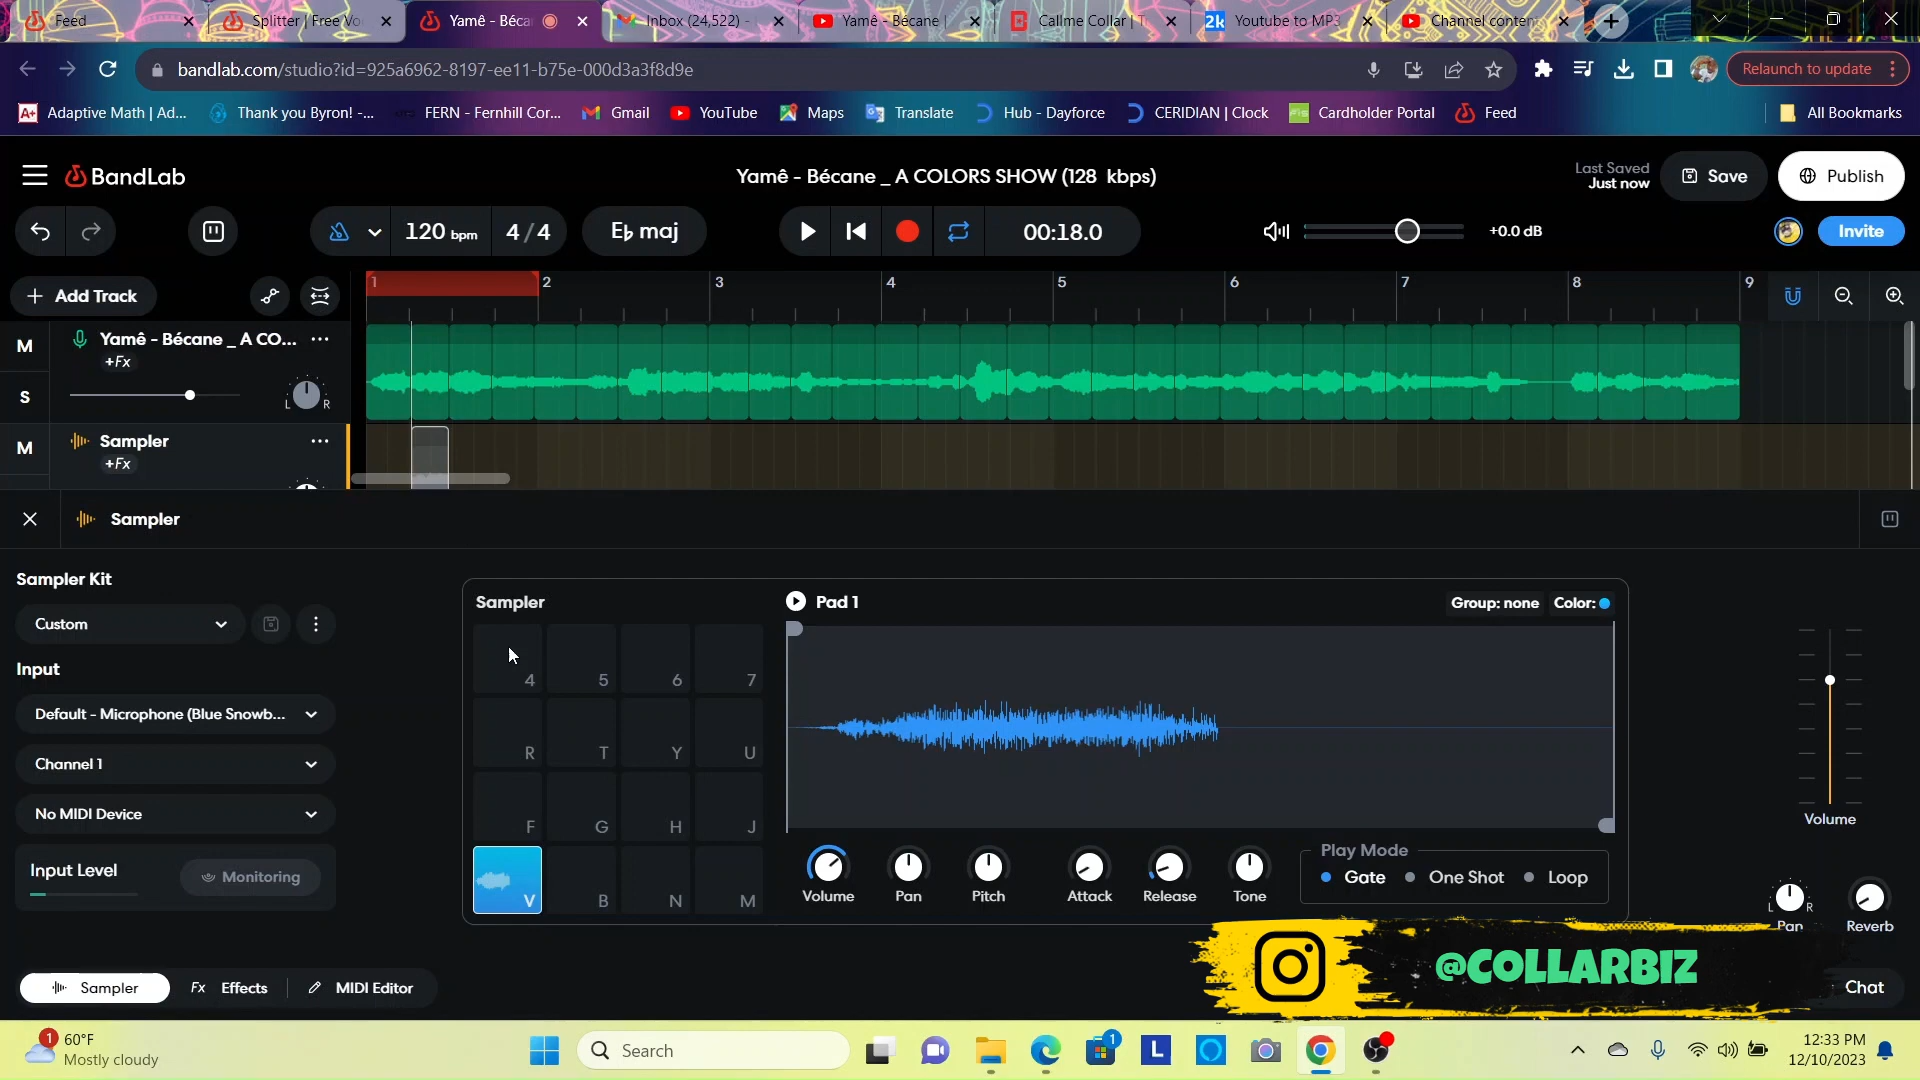 Feed
Splitter | Free Vo
Yamê - Béca
Inbox (24,522) -
Yamê - Bécane |
Callme Collar | T
2k Youtube to MP3
Channel content
bandlab.com/studio?id=925a6962-8197-ee11-b75e-000d3a3f8d9e
Relaunch to update
A+ Adaptive Math | Ad...
Thank you Byron! -...
FERN - Fernhill Cor...
Gmail
YouTube
Maps
Translate
Hub - Dayforce
CERIDIAN | Clock
Cardholder Portal
Feed
All Bookmarks
BandLab
Yamê - Bécane _ A COLORS SHOW (128 kbps)
Last Saved
Just now
Save
Publish
120 bpm
4/4
E♭ maj
00:18.0
+0.0 dB
Invite
Add Track
1 2 3 4 5 6 7 8 9
M
Yamê - Bécane _ A CO...
+Fx
S
L R
M
Sampler
+Fx
Sampler
Sampler Kit
Custom
Input
Default - Microphone (Blue Snowb...
Channel 1
No MIDI Device
Input Level
Monitoring
Sampler
4 5 6 7
R T Y U
F G H J
V B N M
Pad 1
Group: none
Color:
Volume
Pan
Pitch
Attack
Release
Tone
Play Mode
Gate
One Shot
Loop
Volume
L R
Pan
Reverb
@COLLARBIZ
Sampler
Fx Effects
MIDI Editor
Chat
1
60°F
Mostly cloudy
Search
1
L
12:33 PM
12/10/2023